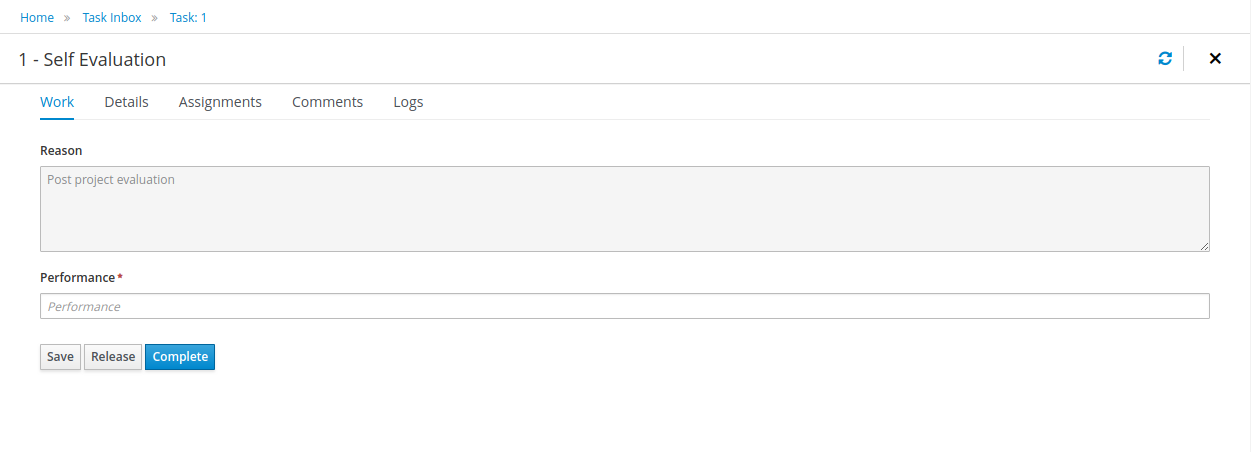 Home » Task Inbox » Task: 1
1 - Self Evaluation
Work Details Assignments Comments Logs
Reason
Post project evaluation
Performance*
Performance
Save Release Complete